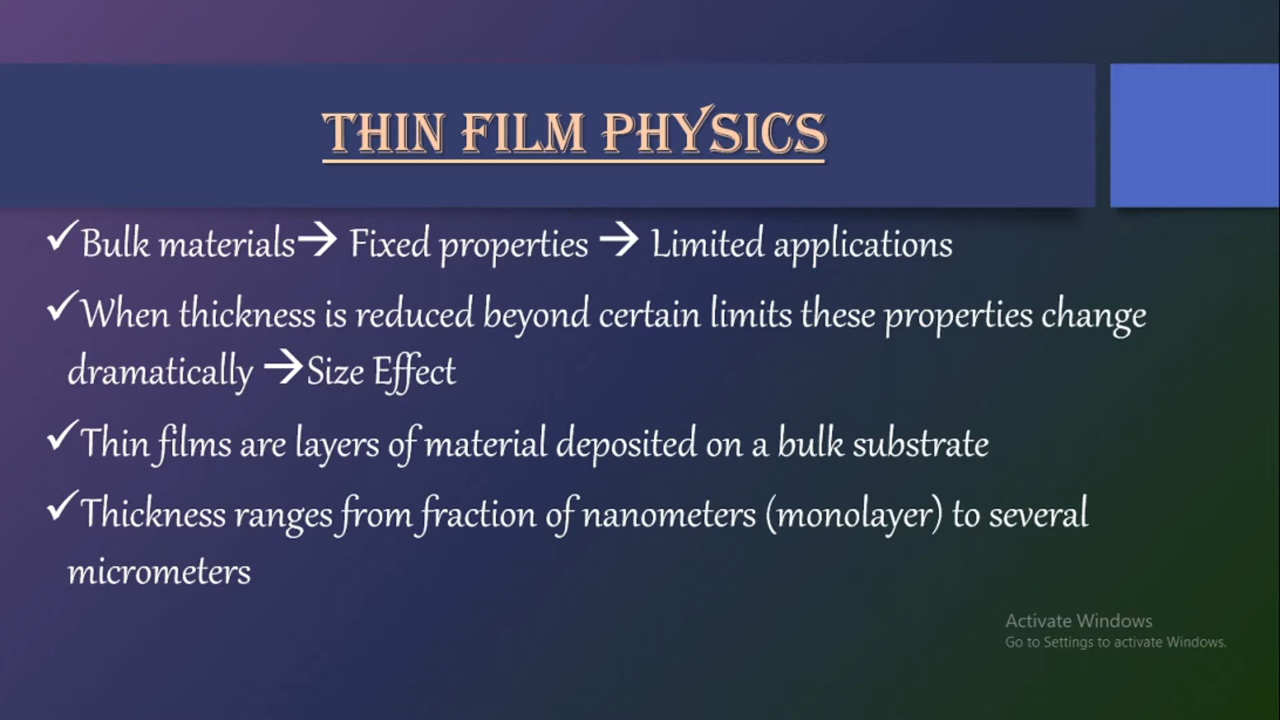 THIN FILM PHYSICS
✓Bulk materials→ Fixed properties → Limited applications
✓When thickness is reduced beyond certain limits these properties change
dramatically →Size Effect
✓Thin films are layers of material deposited on a bulk substrate
✓Thickness ranges from fraction of nanometers (monolayer) to several
micrometers
Activate Windows
Go to Settings to activate Windows.